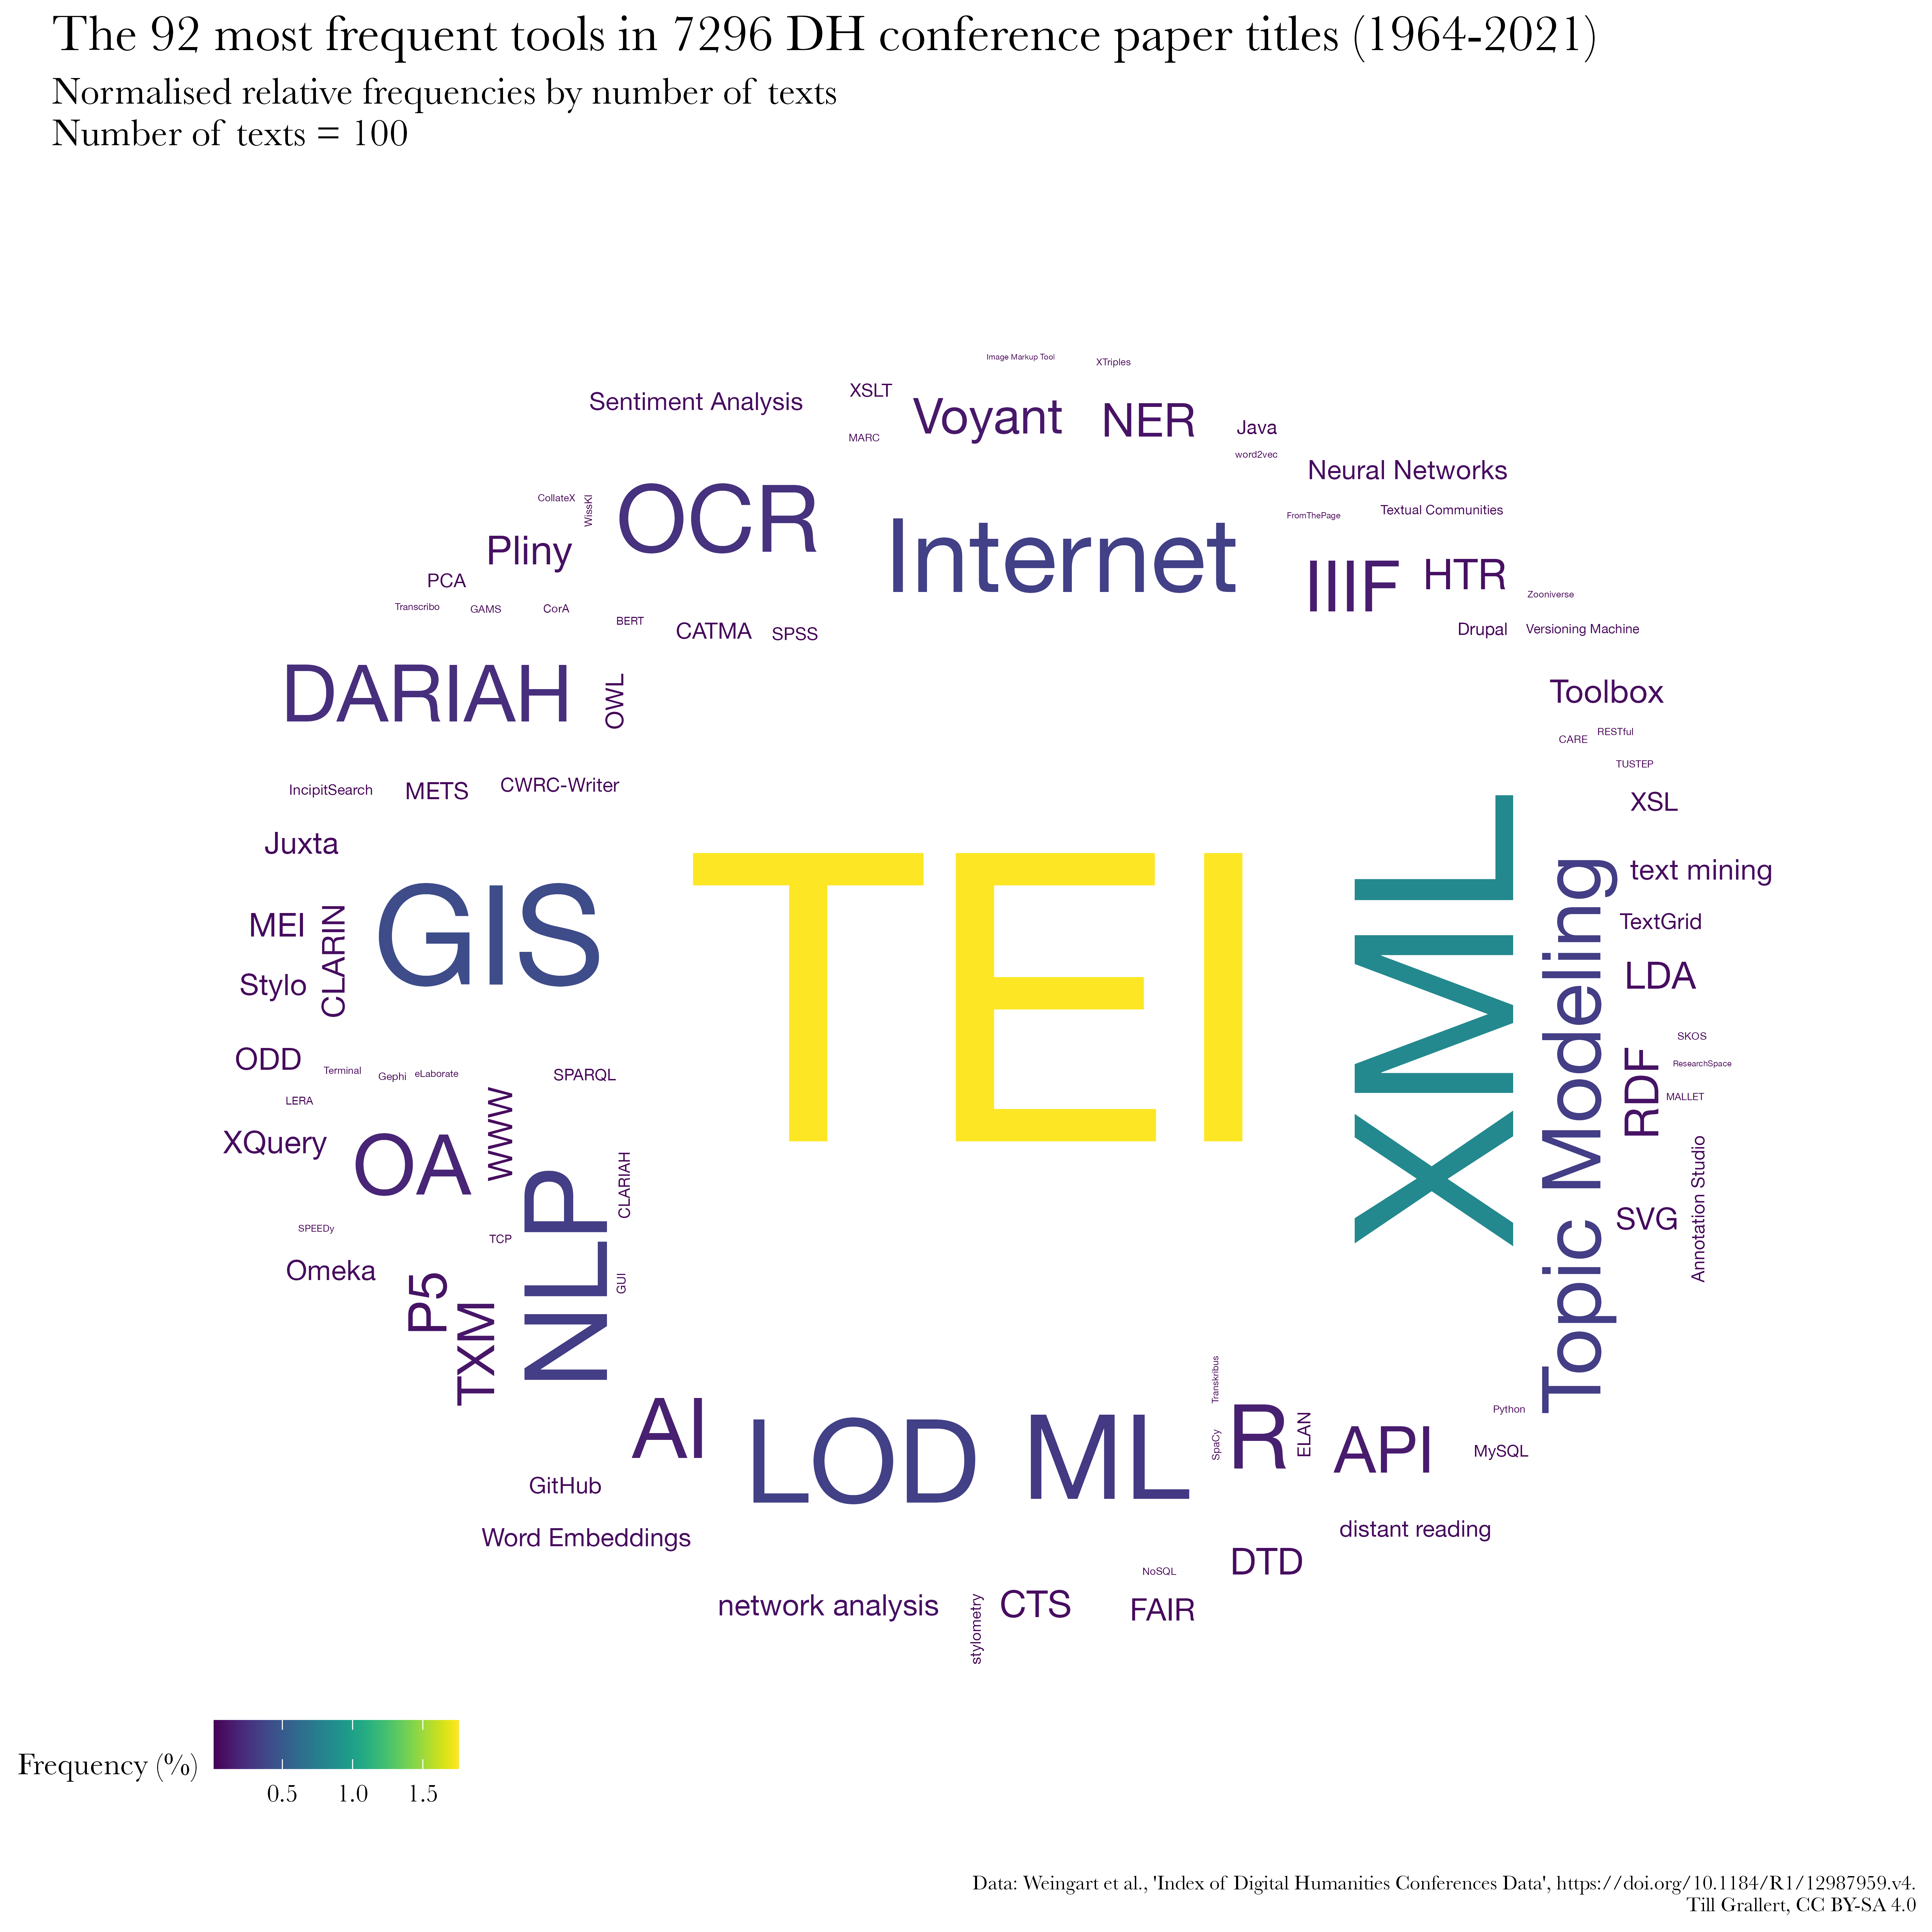 The 92 most frequent tools in 7296 DH conference paper titles (1964-2021)
Normalised relative frequencies by number of texts
Number of texts = 100
Image Markup Tool
XTriples
Sentiment Analysis
XSLT
Voyant
NER
Java
MARC
word2vec
Neural Networks
CollateX
WissKI
OCR
Internet
FromThePage
Textual Communities
Pliny
PCA
IIIF
HTR
Zooniverse
Transcribo
GAMS
CorA
BERT
CATMA
SPSS
Drupal
Versioning Machine
DARIAH
OWL
Toolbox
CARE
RESTful
TUSTEP
IncipitSearch
METS
CWRC-Writer
XSL
Juxta
TEI
XML
Topic Modeling
text mining
MEI
CLARIN
GIS
TextGrid
Stylo
LDA
ODD
Terminal
Gephi
eLaborate
SPARQL
SKOS
RDF
ResearchSpace
LERA
MALLET
XQuery
OA
WWW
NLP
CLARIAH
Annotation Studio
SVG
SPEEDy
TCP
Omeka
GUI
P5
TXM
Transkribus
AI
LOD
ML
SpaCy
R
ELAN
API
Python
MySQL
GitHub
Word Embeddings
distant reading
DTD
NoSQL
network analysis
stylometry
CTS
FAIR
Frequency (%)
0.5 1.0 1.5
Data: Weingart et al., 'Index of Digital Humanities Conferences Data', https://doi.org/10.1184/R1/12987959.v4.
Till Grallert, CC BY-SA 4.0